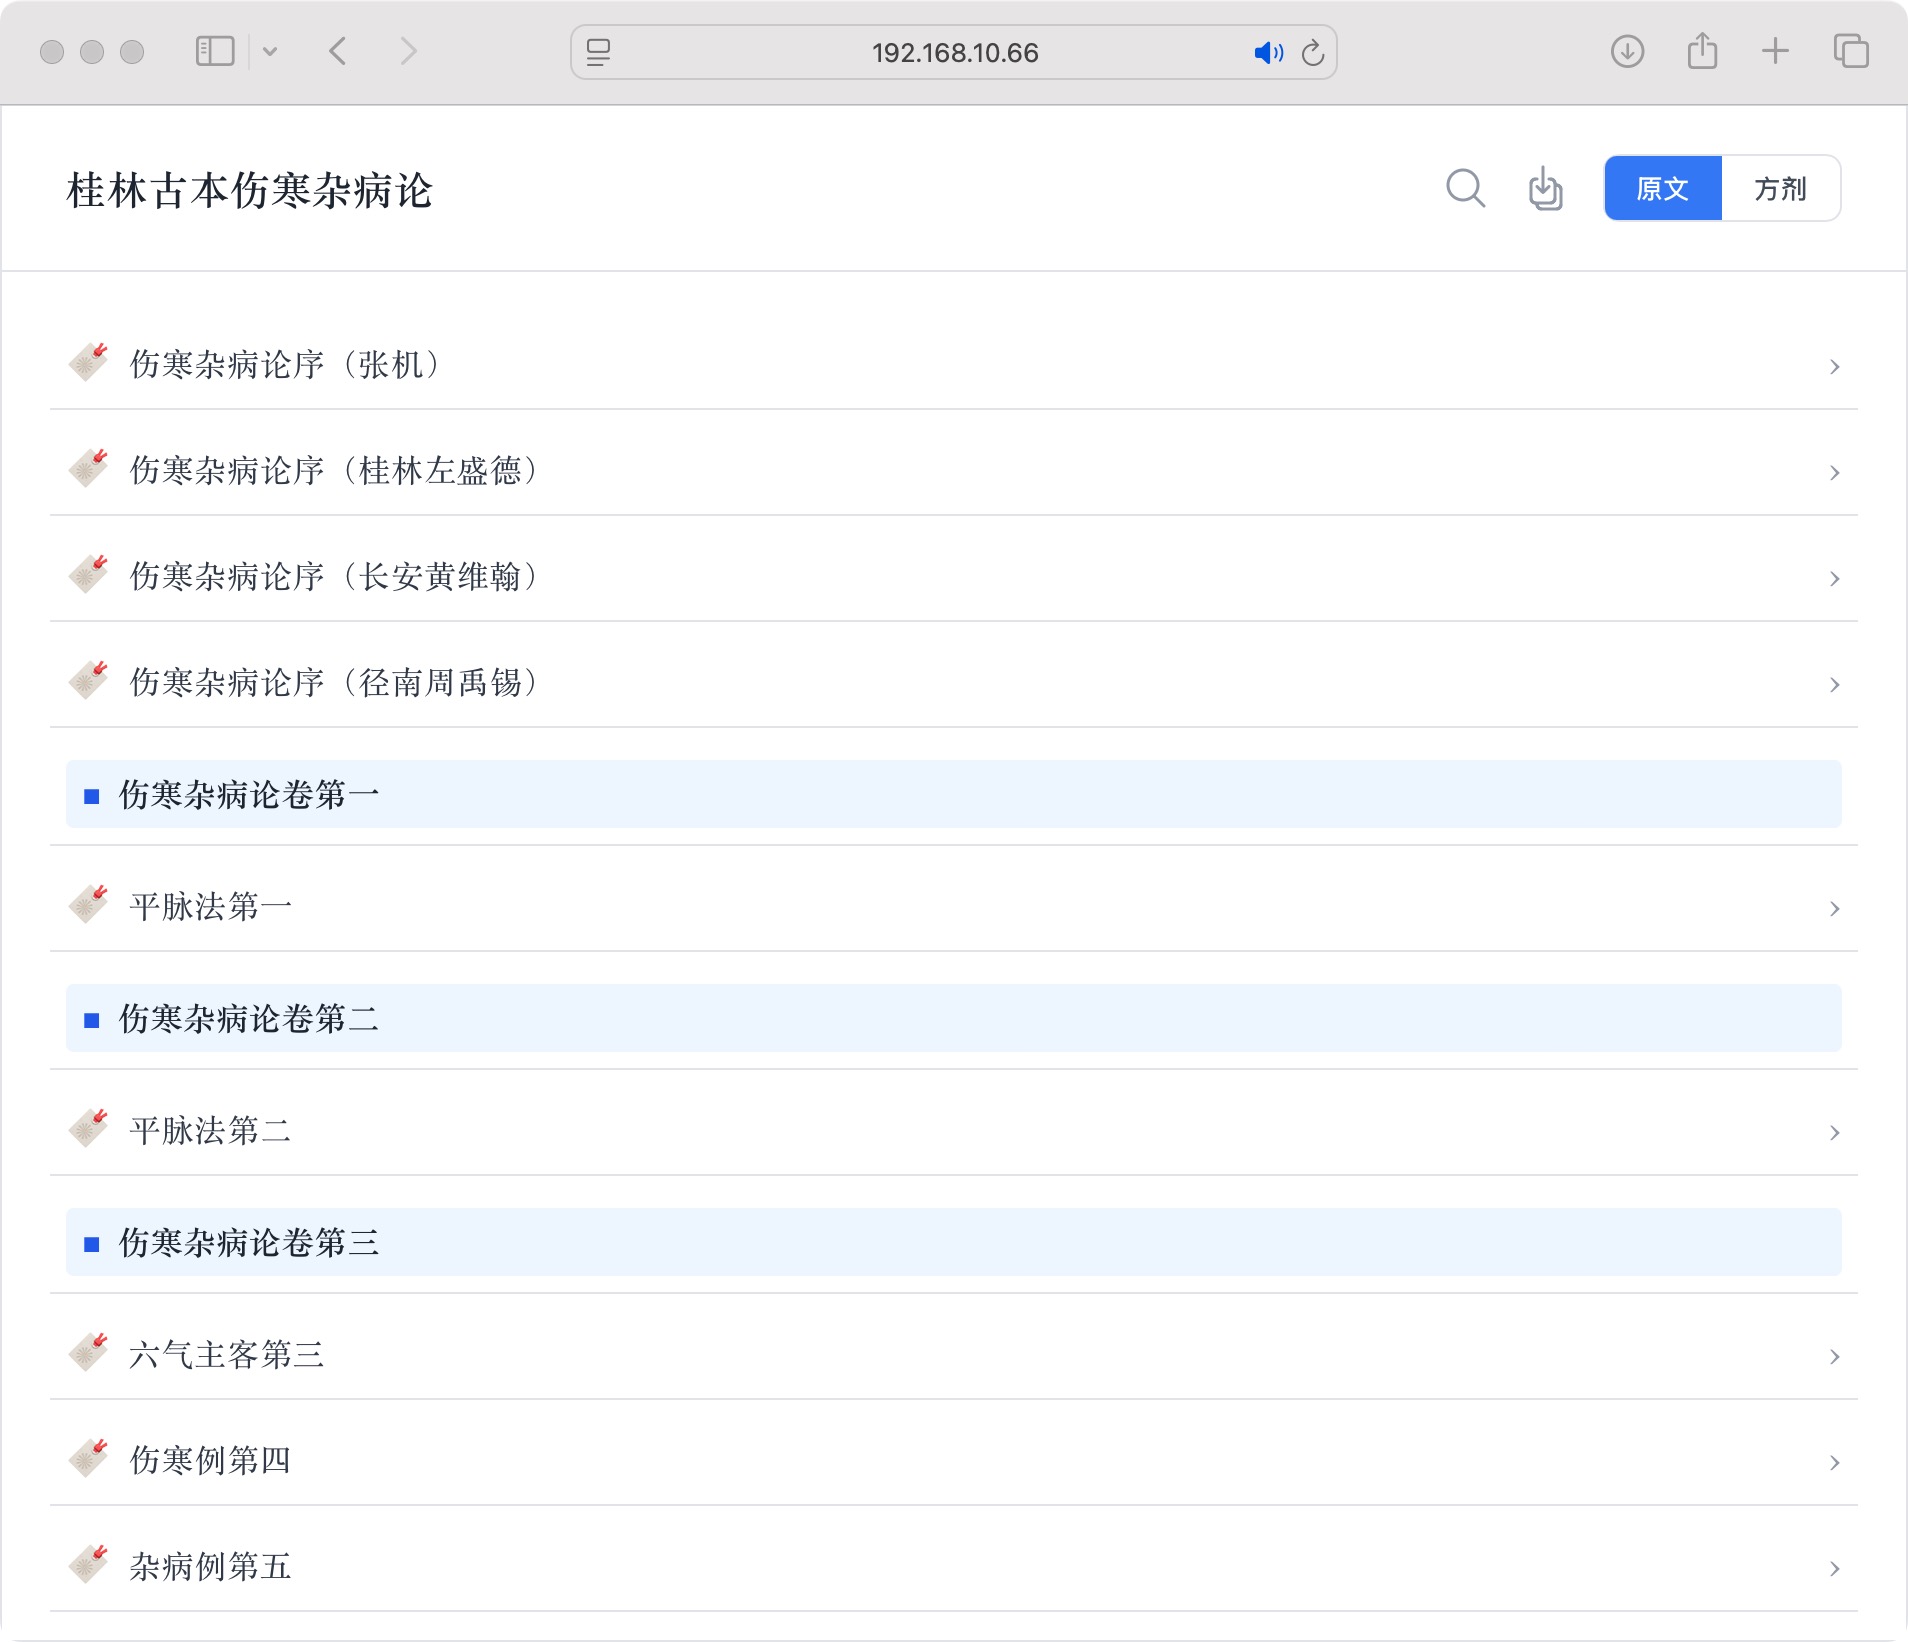 192.168.10.66
桂林古本伤寒杂病论
原文 方剂
伤寒杂病论序（张机）
伤寒杂病论序（桂林左盛德）
伤寒杂病论序（长安黄维翰）
伤寒杂病论序（径南周禹锡）
伤寒杂病论卷第一
平脉法第一
伤寒杂病论卷第二
平脉法第二
伤寒杂病论卷第三
六气主客第三
伤寒例第四
杂病例第五